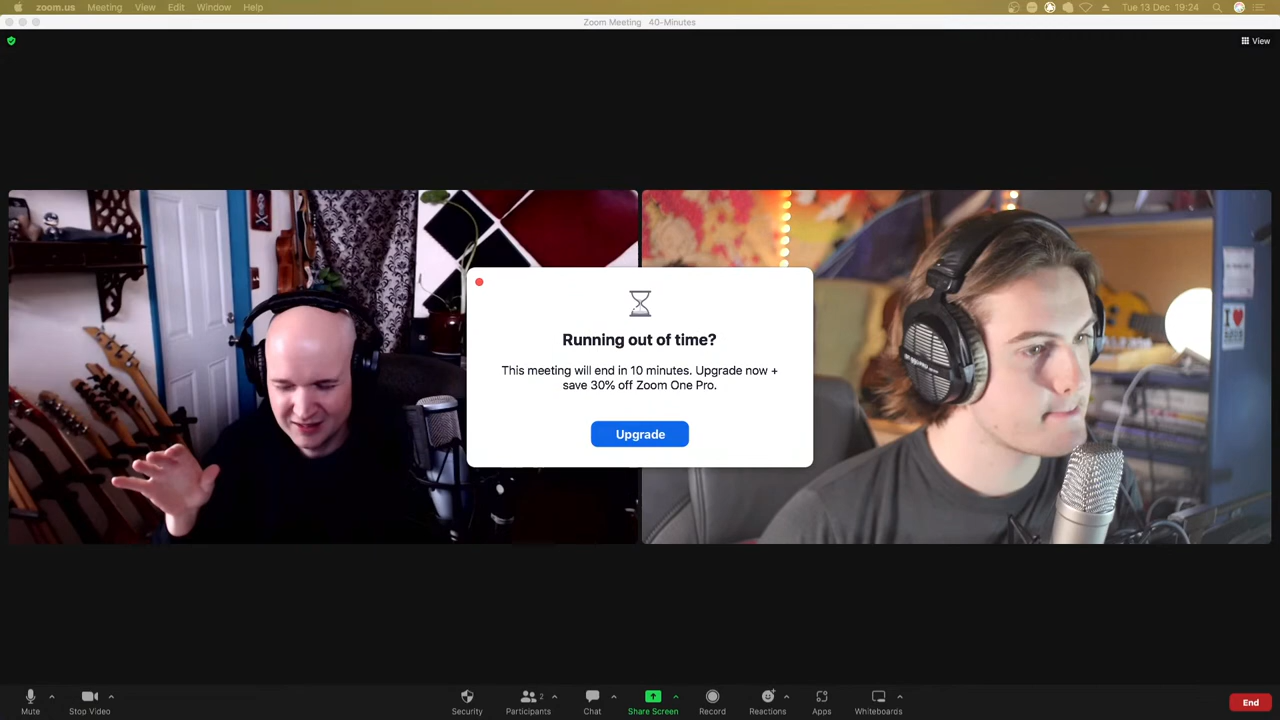 zoom.us Meeting View Edit Window Help Tue 13 Dec 19:24
Zoom Meeting 40-Minutes
View
Running out of time?
This meeting will end in 10 minutes. Upgrade now +
save 30% off Zoom One Pro.
Upgrade
I
2
Mute Stop Video Security Participants Chat Share Screen Record Reactions Apps Whiteboards End